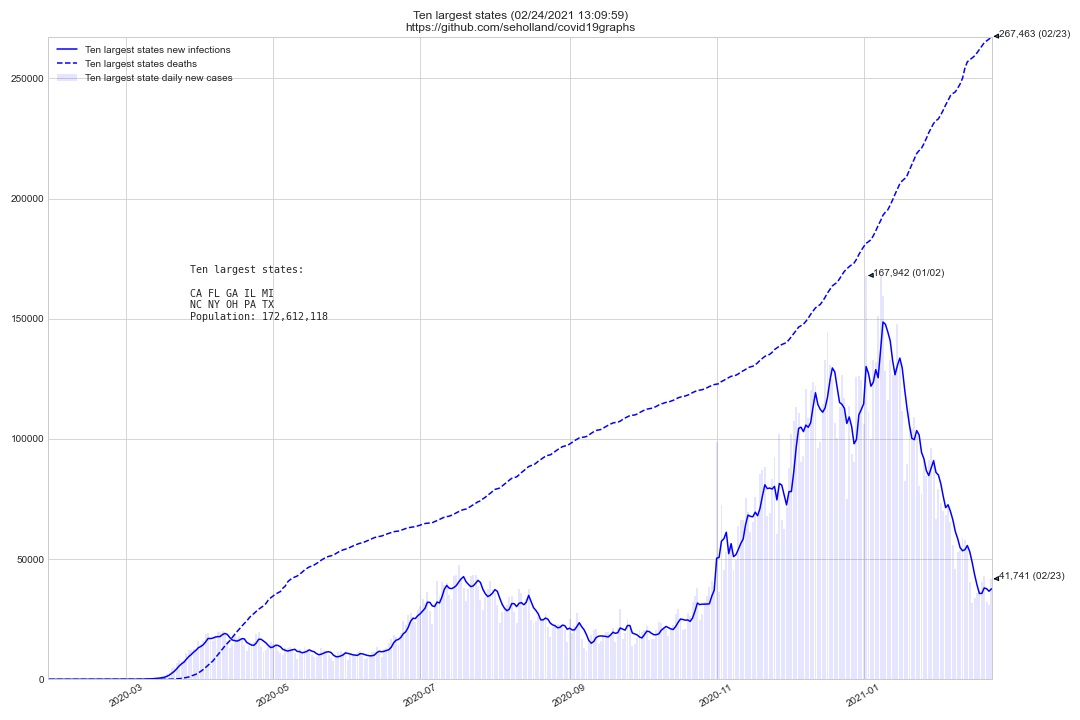 Ten largest states (02/24/2021 13:09:59)
https://github.com/seholland/covid19graphs
267,463 (02/23)
Ten largest states new infections
Ten largest states deaths
Ten largest state daily new cases
250000
200000
Ten largest states:
167,942 (01/02)
CA FL GA IL MI
NC NY OH PA TX
Population: 172,612,118
150000
100000
50000
41,741 (02/23)
0
2020-03
2020-05
2020-07
2020-09
2020-11
2021-01